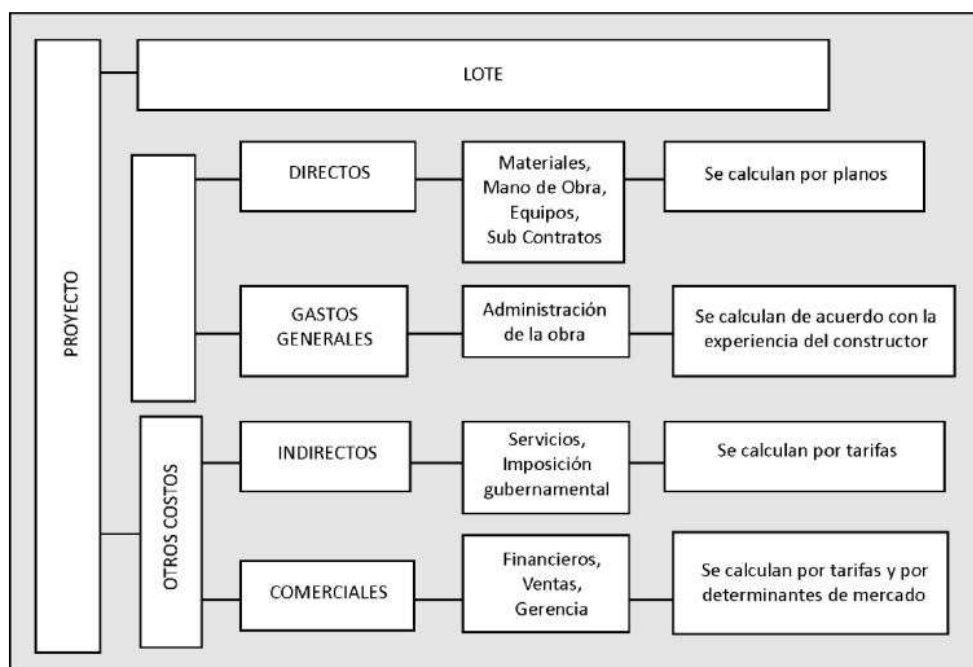 PROYECTO
LOTE
DIRECTOS
Materiales,
Mano de Obra,
Equipos,
Sub Contratos
Se calculan por planos
GASTOS
GENERALES
Administración
de la obra
Se calculan de acuerdo con la
experiencia del constructor
OTROS COSTOS
INDIRECTOS
Servicios,
Imposición
gubernamental
Se calculan por tarifas
COMERCIALES
Financieros,
Ventas,
Gerencia
Se calculan por tarifas y por
determinantes de mercado